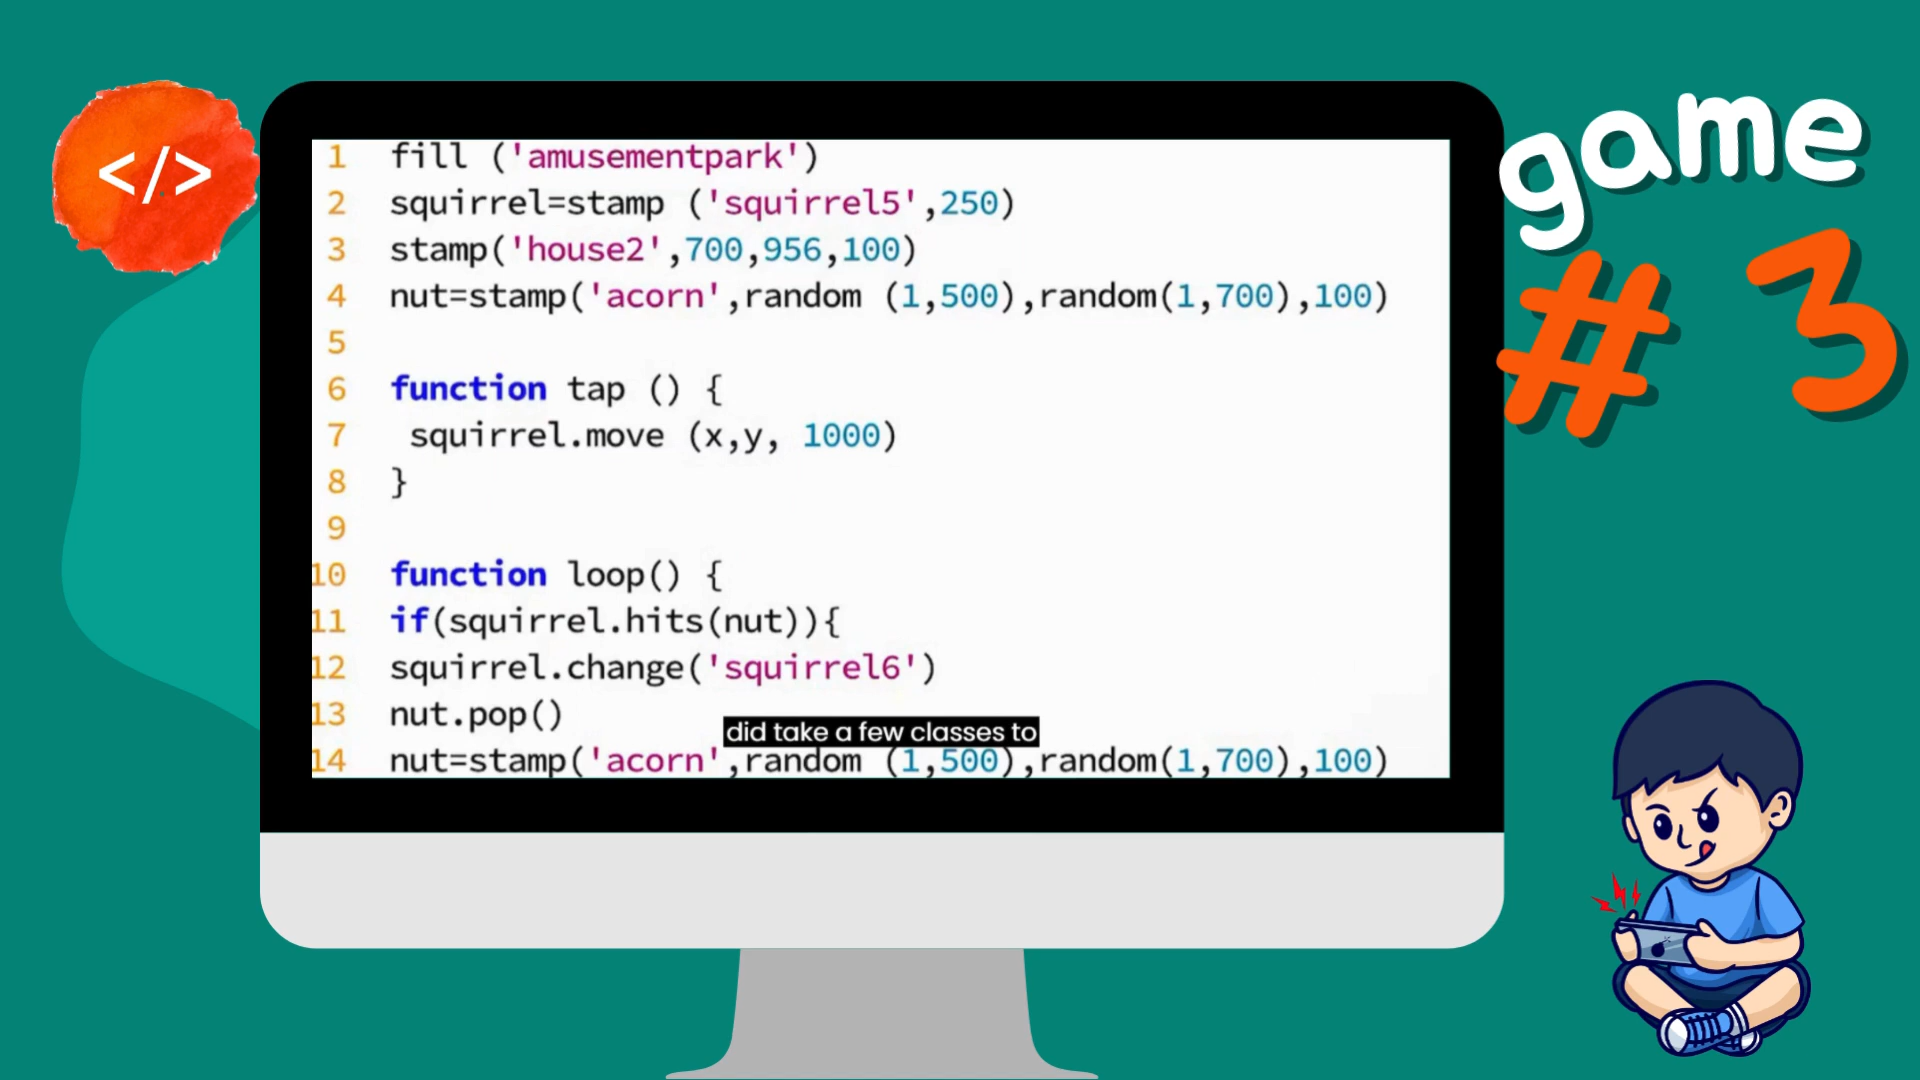 </>
game
# 3
1 fill ('amusementpark')
2 squirrel=stamp ('squirrel5',250)
3 stamp('house2',700,956,100)
4 nut=stamp('acorn',random (1,500),random(1,700),100)
5
6 function tap () {
7 squirrel.move (x,y, 1000)
8 }
9
10 function loop() {
11 if(squirrel.hits(nut)){
12 squirrel.change('squirrel6')
13 nut.pop()
did take a few classes to
14 nut=stamp('acorn',random (1,500),random(1,700),100)